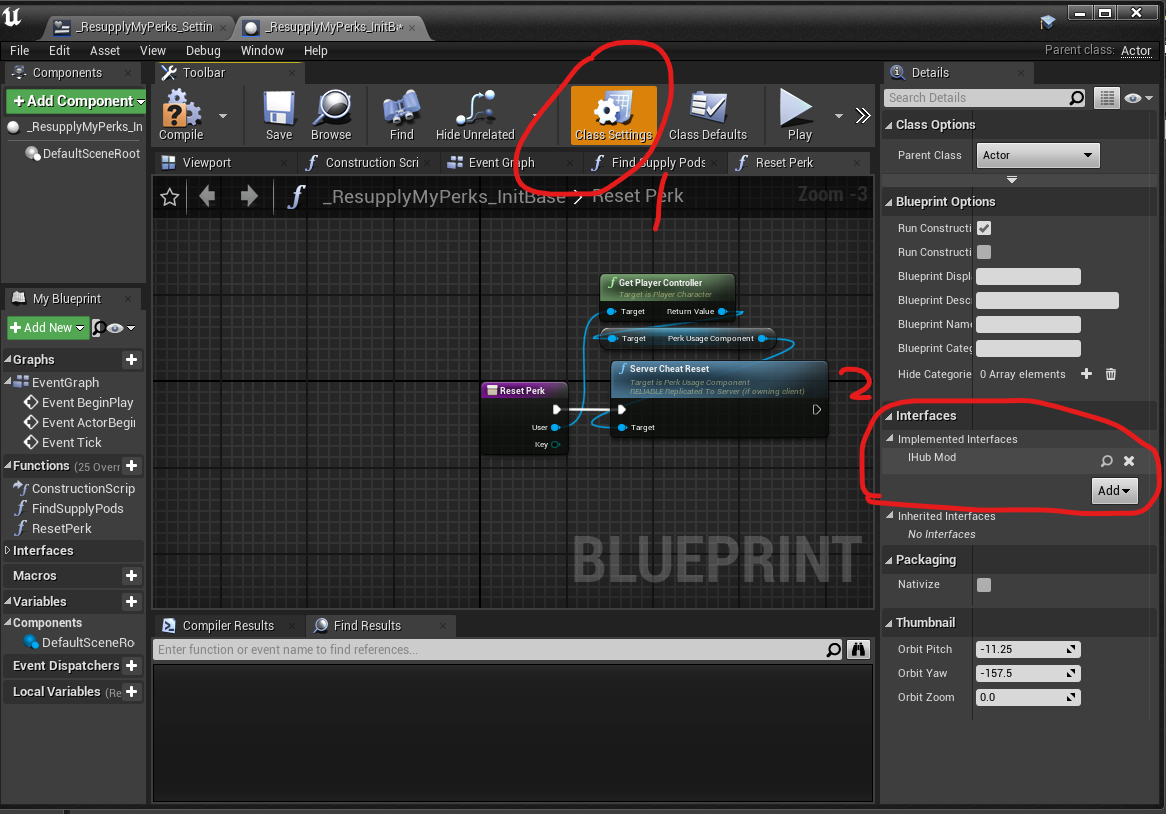 _ResupplyMyPerks_Settin
_ResupplyMyPerks_InitB*
File Edit Asset View Debug Window Help
Parent class: Actor
Components
+Add Component
_ResupplyMyPerks_In
DefaultSceneRoot
Toolbar
Compile
Save
Browse
Find
Hide Unrelated
Class Settings
Class Defaults
Play
Viewport
Construction Scri
Event Graph
Find Supply Pods
Reset Perk
_ResupplyMyPerks_InitBase > Reset Perk
Zoom -3
Get Player Controller
Target is Player Character
Target Return Value
Target Perk Usage Component
Server Cheat Reset
Target is Perk Usage Component
RELIABLE Replicated To Server (if owning client)
Target
Reset Perk
User
Key
BLUEPRINT
2
My Blueprint
+Add New
Graphs
EventGraph
Event BeginPlay
Event ActorBegi
Event Tick
Functions (25 Overr
ConstructionScrip
FindSupplyPods
ResetPerk
Interfaces
Macros
Variables
Components
DefaultSceneRo
Event Dispatchers
Local Variables (Re
Compiler Results
Find Results
Enter function or event name to find references...
Details
Search Details
Class Options
Parent Class Actor
Blueprint Options
Run Constructi
Run Constructi
Blueprint Displ
Blueprint Descr
Blueprint Name
Blueprint Categ
Hide Categorie 0 Array elements
Interfaces
Implemented Interfaces
IHub Mod
Add
Inherited Interfaces
No Interfaces
Packaging
Nativize
Thumbnail
Orbit Pitch -11.25
Orbit Yaw -157.5
Orbit Zoom 0.0